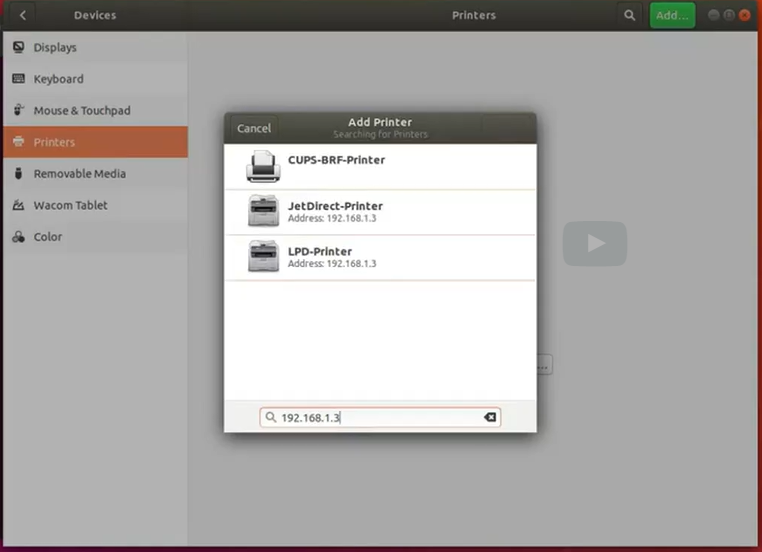 Devices
Printers
Add...
Displays
Keyboard
Mouse & Touchpad
Printers
Removable Media
Wacom Tablet
Color
Cancel
Add Printer
Searching for Printers
CUPS-BRF-Printer
JetDirect-Printer
Address: 192.168.1.3
LPD-Printer
Address: 192.168.1.3
...
192.168.1.3